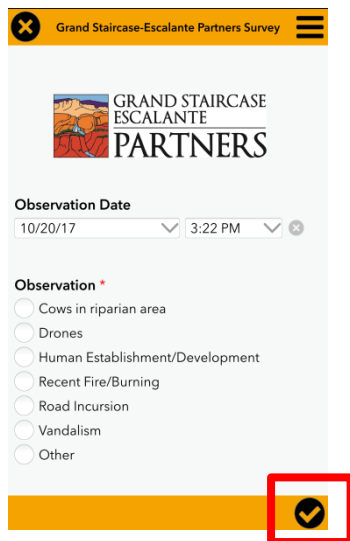 Grand Staircase-Escalante Partners Survey
GRAND STAIRCASE
ESCALANTE
PARTNERS
Observation Date
10/20/17 3:22 PM
Observation *
Cows in riparian area
Drones
Human Establishment/Development
Recent Fire/Burning
Road Incursion
Vandalism
Other